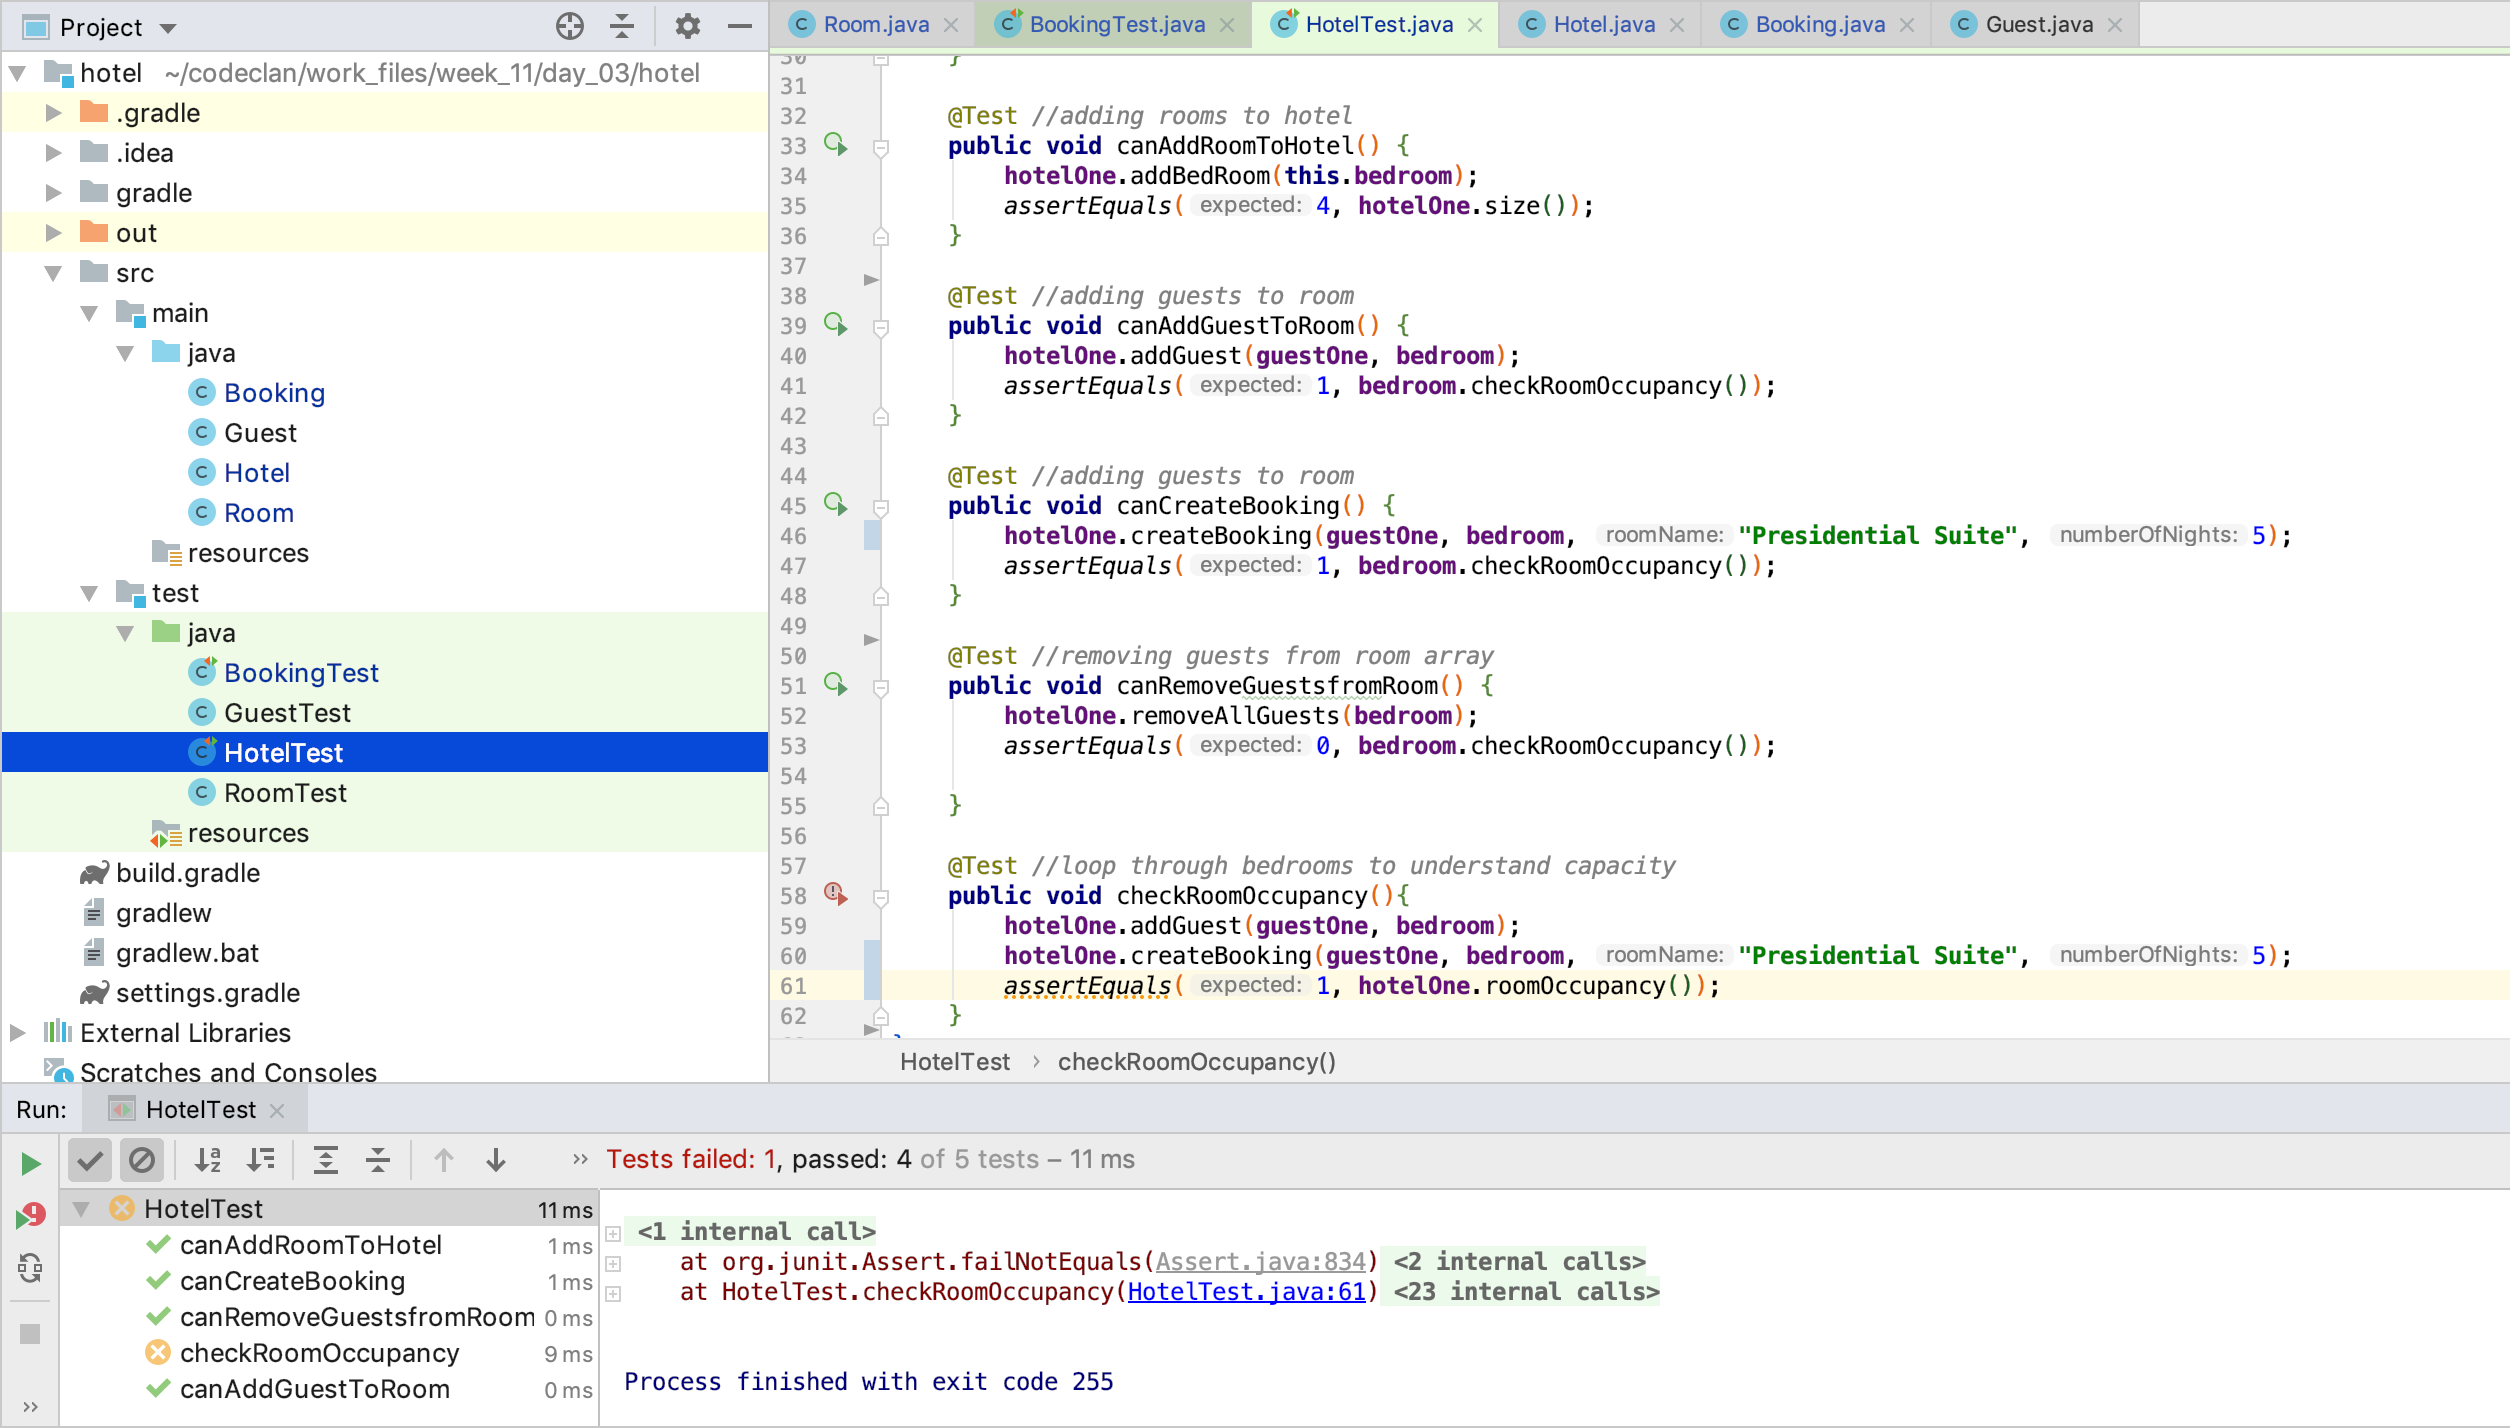 Project
hotel ~/codeclan/work_files/week_11/day_03/hotel
.gradle
.idea
gradle
out
src
main
java
Booking
Guest
Hotel
Room
resources
test
java
BookingTest
GuestTest
HotelTest
RoomTest
resources
build.gradle
gradlew
gradlew.bat
settings.gradle
External Libraries
Scratches and Consoles
Room.java BookingTest.java HotelTest.java Hotel.java Booking.java Guest.java
30 }
31
32 @Test //adding rooms to hotel
33 public void canAddRoomToHotel() {
34 hotelOne.addBedRoom(this.bedroom);
35 assertEquals( expected: 4, hotelOne.size());
36 }
37
38 @Test //adding guests to room
39 public void canAddGuestToRoom() {
40 hotelOne.addGuest(guestOne, bedroom);
41 assertEquals( expected: 1, bedroom.checkRoomOccupancy());
42 }
43
44 @Test //adding guests to room
45 public void canCreateBooking() {
46 hotelOne.createBooking(guestOne, bedroom, roomName: "Presidential Suite", numberOfNights: 5);
47 assertEquals( expected: 1, bedroom.checkRoomOccupancy());
48 }
49
50 @Test //removing guests from room array
51 public void canRemoveGuestsfromRoom() {
52 hotelOne.removeAllGuests(bedroom);
53 assertEquals( expected: 0, bedroom.checkRoomOccupancy());
54
55 }
56
57 @Test //loop through bedrooms to understand capacity
58 public void checkRoomOccupancy(){
59 hotelOne.addGuest(guestOne, bedroom);
60 hotelOne.createBooking(guestOne, bedroom, roomName: "Presidential Suite", numberOfNights: 5);
61 assertEquals( expected: 1, hotelOne.roomOccupancy());
62 }
HotelTest › checkRoomOccupancy()
Run: HotelTest
» Tests failed: 1, passed: 4 of 5 tests – 11 ms
HotelTest 11 ms
canAddRoomToHotel 1 ms
canCreateBooking 1 ms
canRemoveGuestsfromRoom 0 ms
checkRoomOccupancy 9 ms
canAddGuestToRoom 0 ms
<1 internal call>
at org.junit.Assert.failNotEquals(Assert.java:834) <2 internal calls>
at HotelTest.checkRoomOccupancy(HotelTest.java:61) <23 internal calls>
Process finished with exit code 255
»